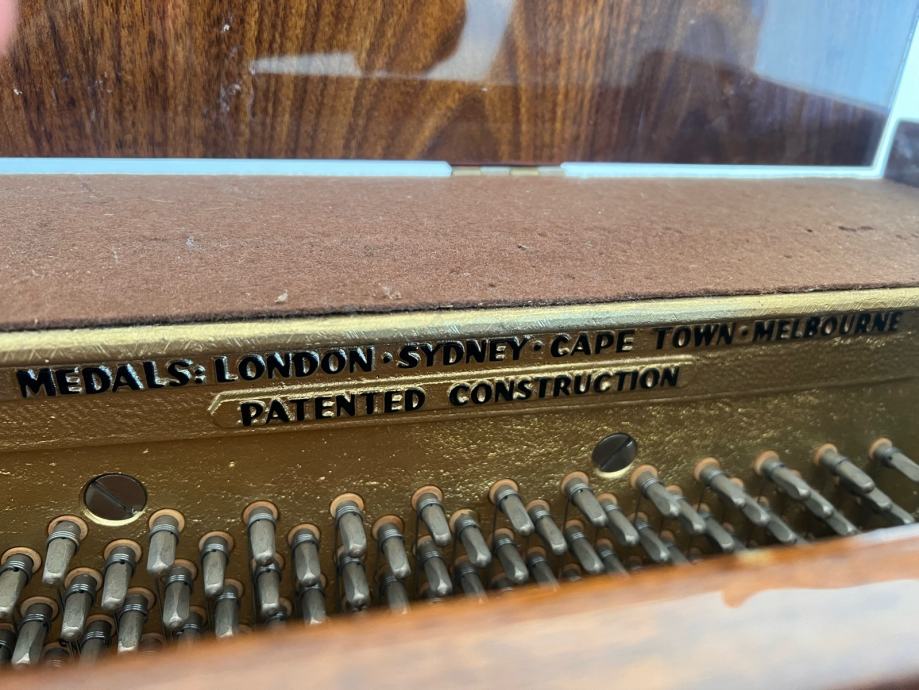 MEDALS: LONDON · SYDNEY · CAPE TOWN · MELBOURNE
PATENTED CONSTRUCTION